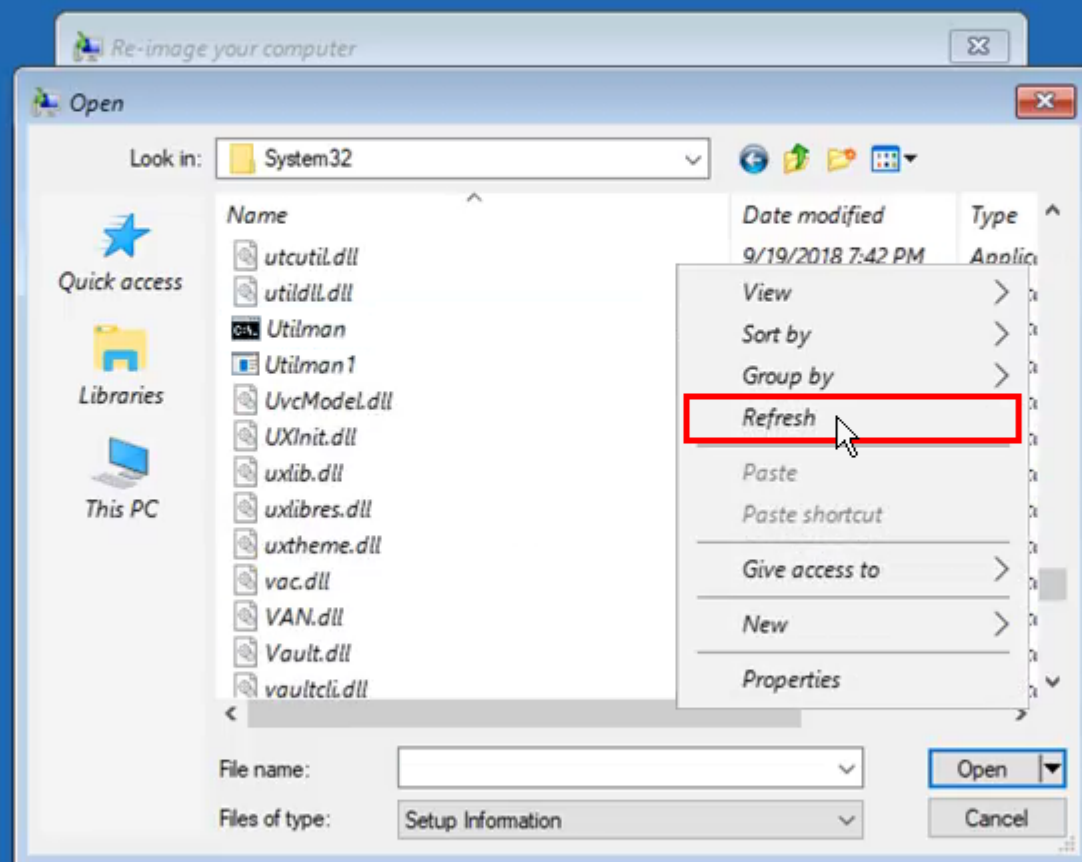 Re-image your computer
Open
Look in: System32
Name Date modified Type
utcutil.dll 9/19/2018 7:42 PM Applic
utildll.dll
Utilman
Utilman1
UvcModel.dll
UXInit.dll
uxlib.dll
uxlibres.dll
uxtheme.dll
vac.dll
VAN.dll
Vault.dll
vaultcli.dll
Quick access
Libraries
This PC
View
Sort by
Group by
Refresh
Paste
Paste shortcut
Give access to
New
Properties
File name:
Open
Files of type: Setup Information
Cancel